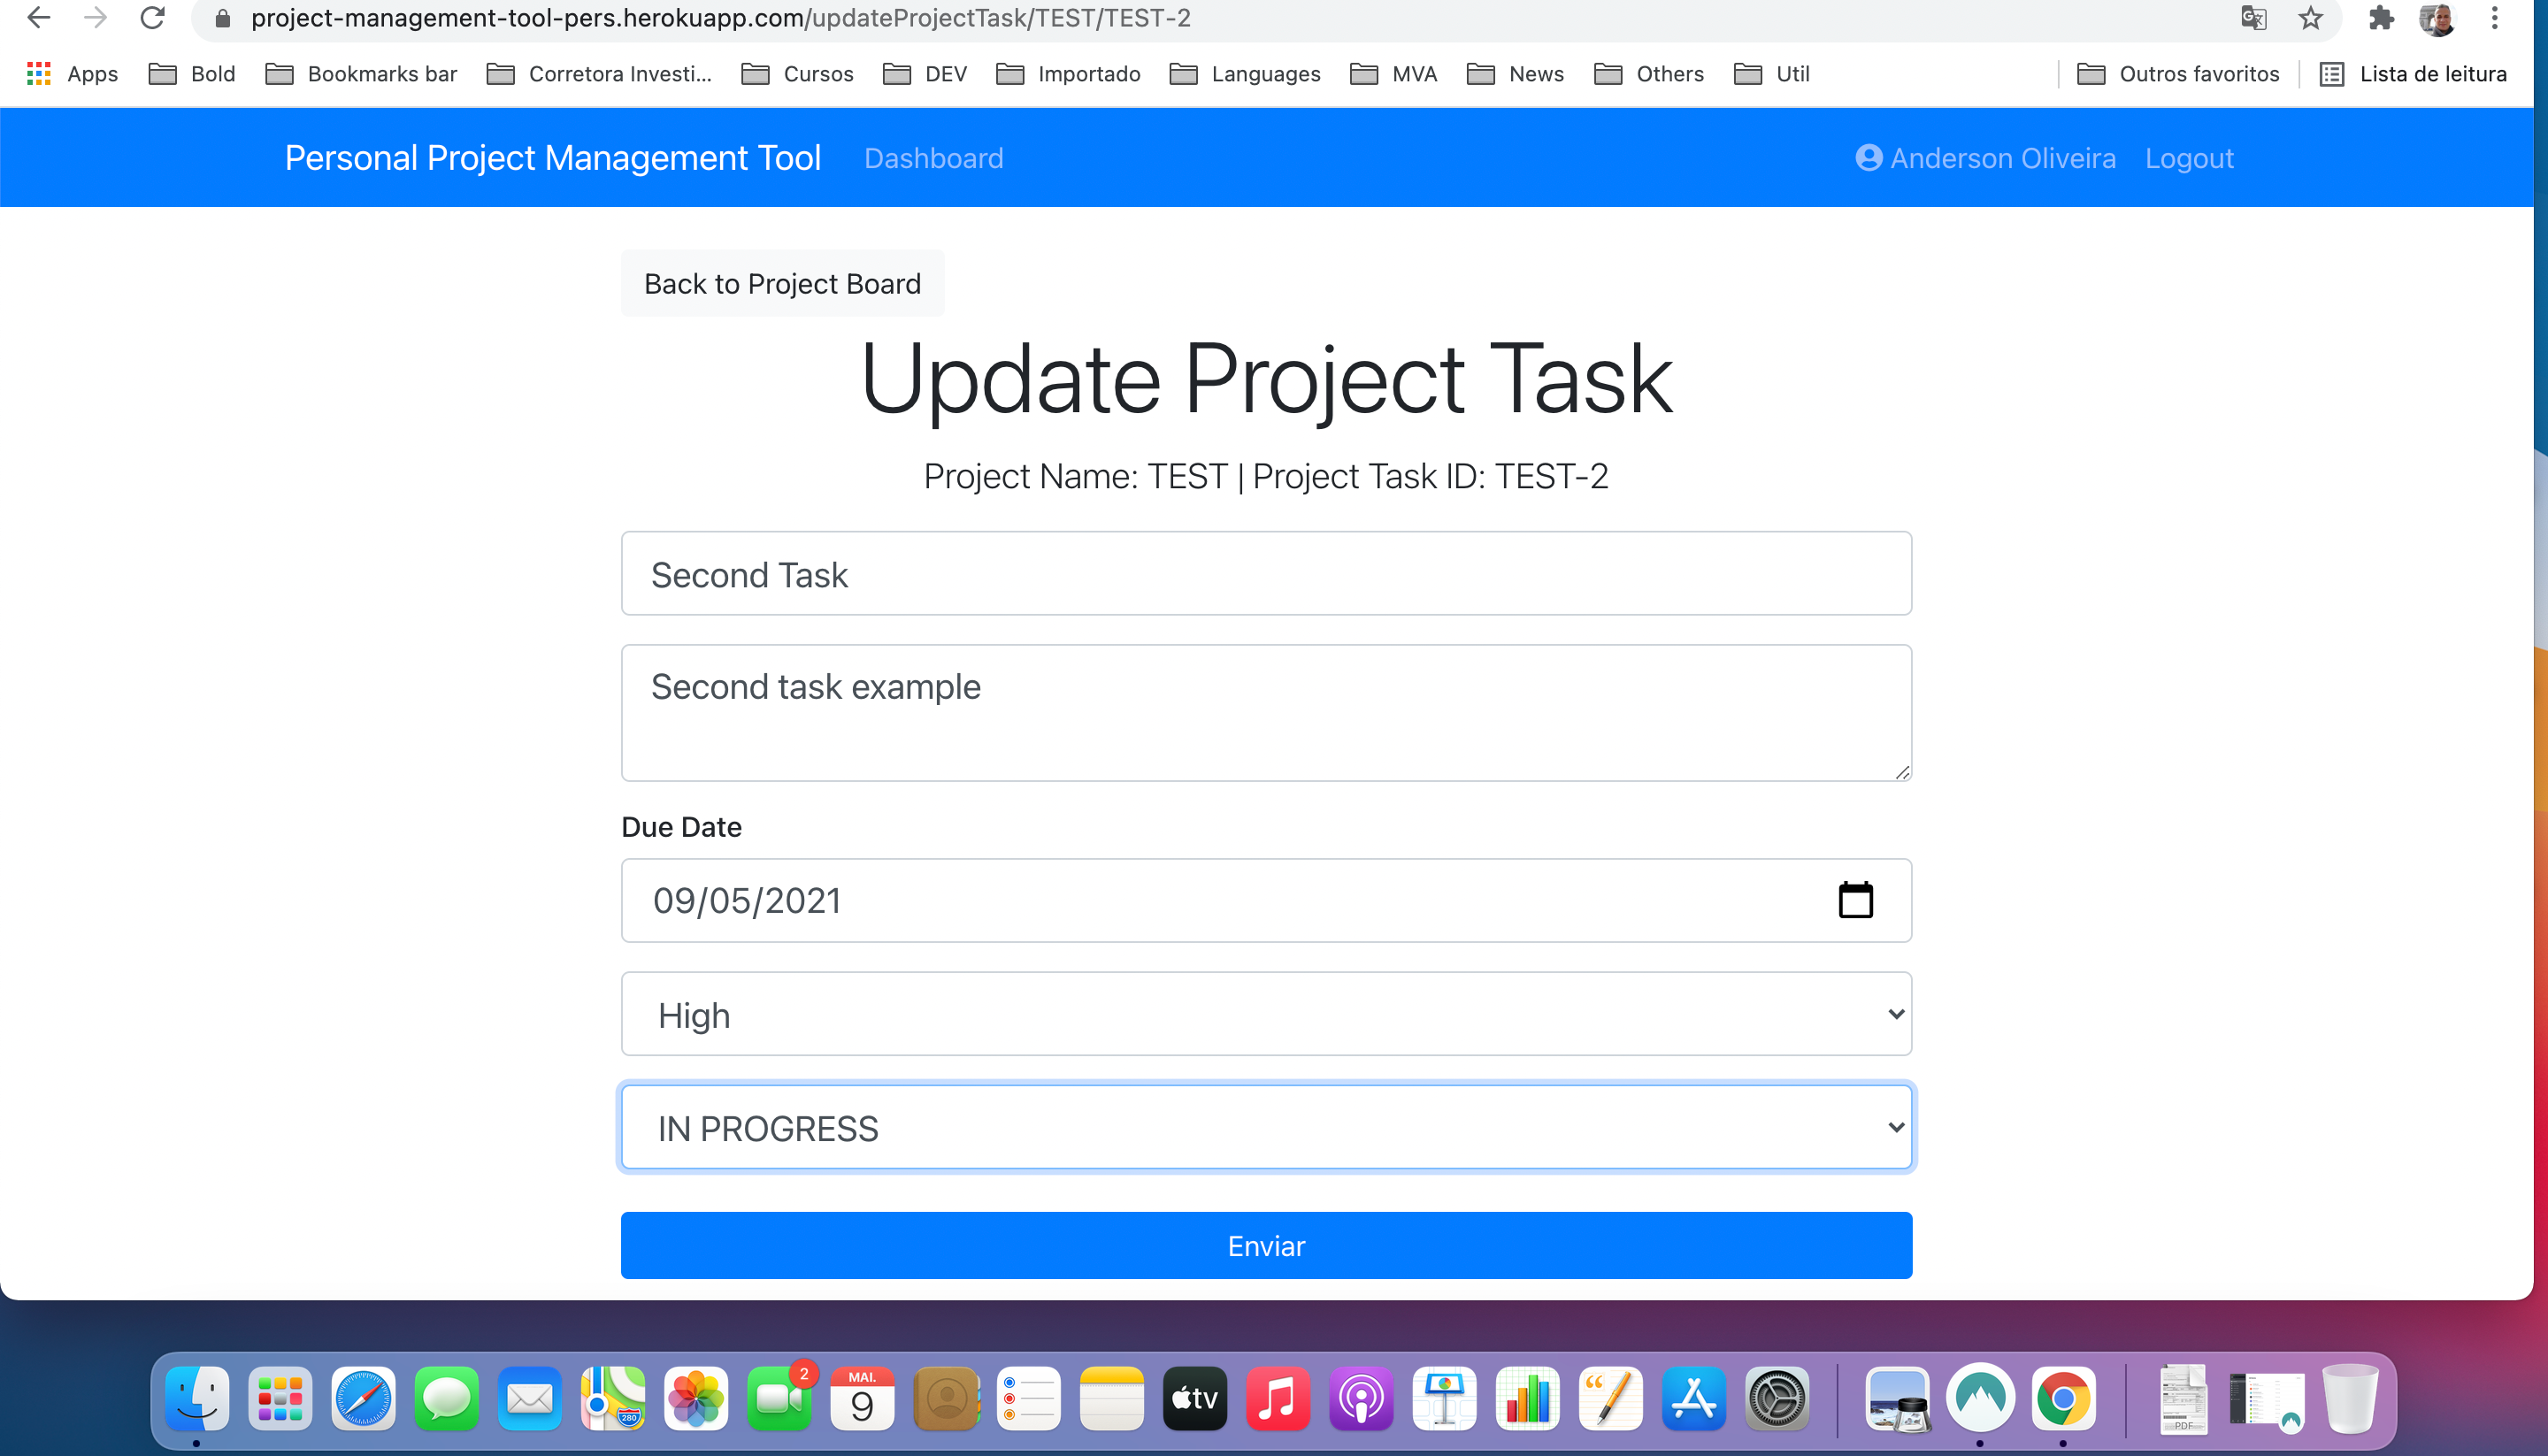 project-management-tool-pers.herokuapp.com/updateProjectTask/TEST/TEST-2
Apps Bold Bookmarks bar Corretora Investi... Cursos DEV Importado Languages MVA News Others Util Outros favoritos Lista de leitura
Personal Project Management Tool Dashboard Anderson Oliveira Logout
Back to Project Board
Update Project Task
Project Name: TEST | Project Task ID: TEST-2
Second Task
Second task example
Due Date
09/05/2021
High
IN PROGRESS
Enviar
280
2
MAI.
9
tv
PDF